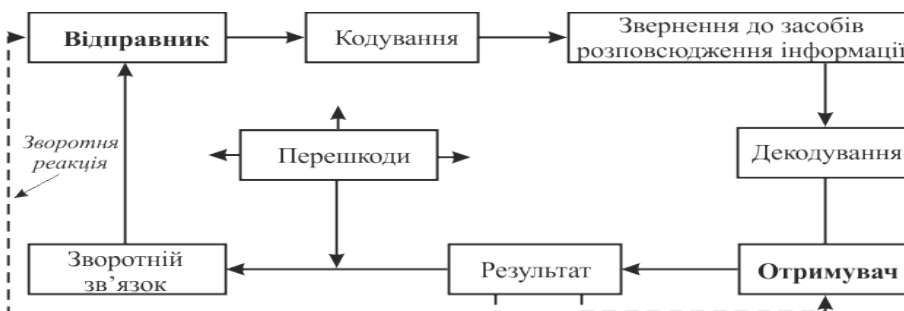 Відправник
Кодування
Звернення до засобів
розповсюдження інформації
Зворотня
реакція
Перешкоди
Декодування
Зворотній
зв’язок
Результат
Отримувач